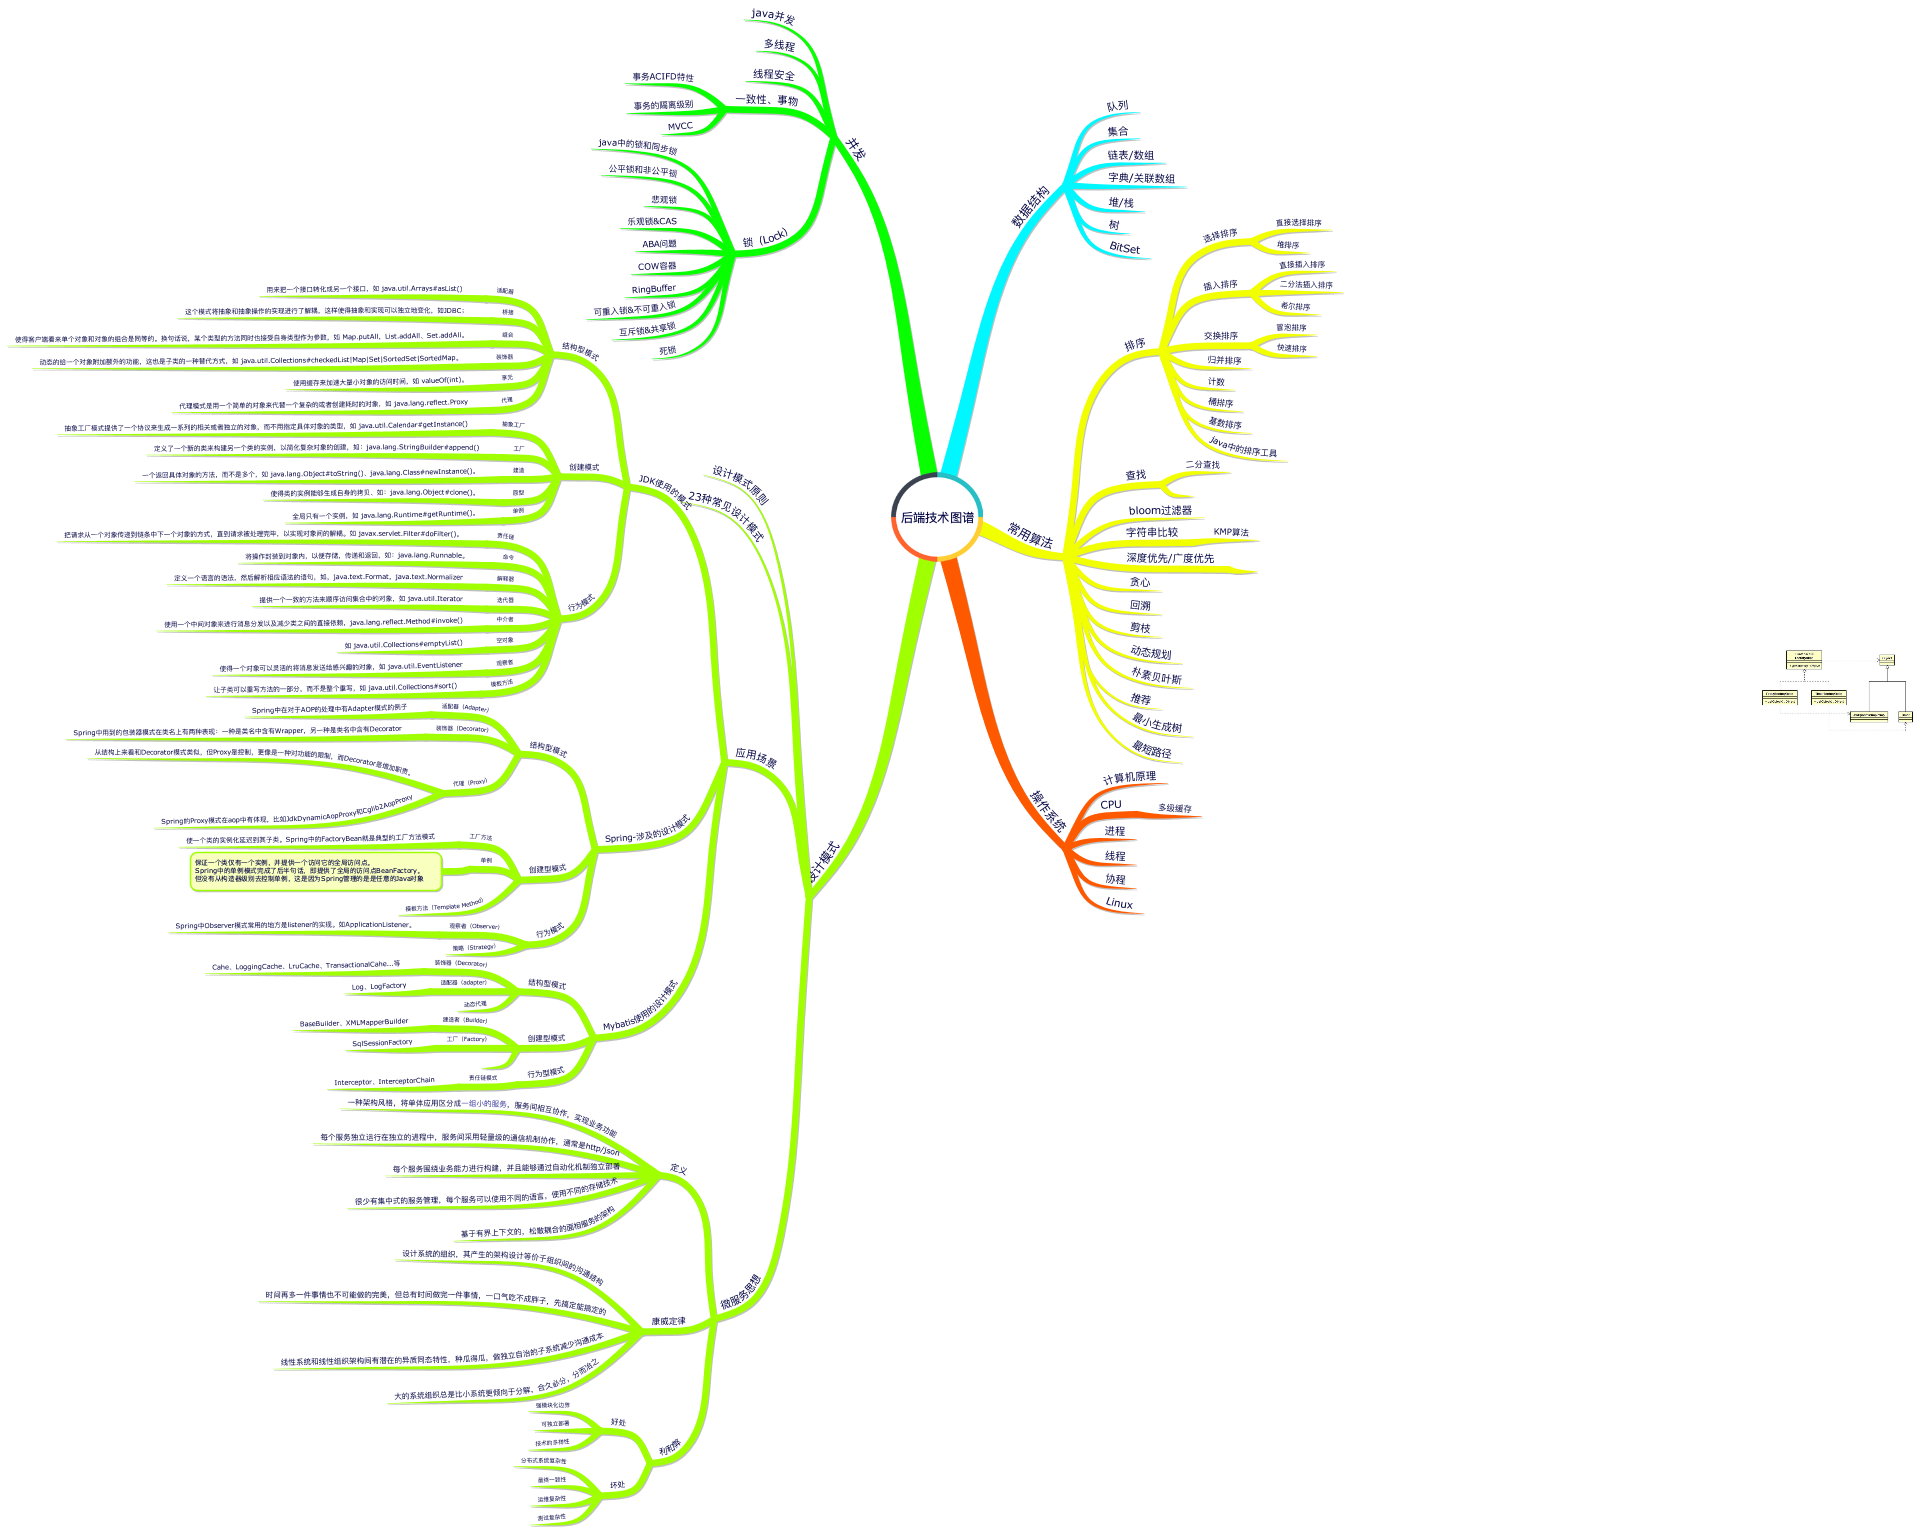 后端技术图谱
数据结构
队列
集合
链表/数组
字典/关联数组
堆/栈
树
BitSet
常用算法
排序
选择排序
直接选择排序
堆排序
插入排序
直接插入排序
二分法插入排序
希尔排序
交换排序
冒泡排序
快速排序
归并排序
计数
桶排序
基数排序
Java中的排序工具
查找
二分查找
bloom过滤器
字符串比较
KMP算法
深度优先/广度优先
贪心
回溯
剪枝
动态规划
朴素贝叶斯
推荐
最小生成树
最短路径
操作系统
计算机原理
CPU
多级缓存
进程
线程
协程
Linux
并发
java并发
多线程
线程安全
一致性、事物
事务ACIFD特性
事务的隔离级别
MVCC
锁（Lock）
java中的锁和同步锁
公平锁和非公平锁
悲观锁
乐观锁&CAS
ABA问题
COW容器
RingBuffer
可重入锁&不可重入锁
互斥锁&共享锁
死锁
设计模式
设计模式原则
23种常见设计模式
应用场景
JDK使用的模式
结构型模式
适配器
用来把一个接口转化成另一个接口，如 java.util.Arrays#asList()
桥接
这个模式将抽象和抽象操作的实现进行了解耦，这样使得抽象和实现可以独立地变化，如JDBC；
组合
使得客户端看来单个对象和对象的组合是同等的。换句话说，某个类型的方法同时也接受自身类型作为参数，如 Map.putAll，List.addAll、Set.addAll。
装饰器
动态的给一个对象附加额外的功能，这也是子类的一种替代方式，如 java.util.Collections#checkedList|Map|Set|SortedSet|SortedMap。
享元
使用缓存来加速大量小对象的访问时间，如 valueOf(int)。
代理
代理模式是用一个简单的对象来代替一个复杂的或者创建耗时的对象，如 java.lang.reflect.Proxy
创建模式
抽象工厂
抽象工厂模式提供了一个协议来生成一系列的相关或者独立的对象，而不用指定具体对象的类型，如 java.util.Calendar#getInstance()
工厂
定义了一个新的类来构建另一个类的实例，以简化复杂对象的创建，如：java.lang.StringBuilder#append()
建造
一个返回具体对象的方法，而不是多个，如 java.lang.Object#toString()、java.lang.Class#newInstance()。
原型
使得类的实例能够生成自身的拷贝、如：java.lang.Object#clone()。
单例
全局只有一个实例，如 java.lang.Runtime#getRuntime()。
行为模式
责任链
把请求从一个对象传递到链条中下一个对象的方式，直到请求被处理完毕，以实现对象间的解耦。如 javax.servlet.Filter#doFilter()。
命令
将操作封装到对象内，以便存储，传递和返回，如：java.lang.Runnable。
解释器
定义一个语言的语法，然后解析相应语法的语句，如，java.text.Format，java.text.Normalizer
迭代器
提供一个一致的方法来顺序访问集合中的对象，如 java.util.Iterator
中介者
使用一个中间对象来进行消息分发以及减少类之间的直接依赖，java.lang.reflect.Method#invoke()
空对象
如 java.util.Collections#emptyList()
观察者
使得一个对象可以灵活的将消息发送给感兴趣的对象，如 java.util.EventListener
模板方法
让子类可以重写方法的一部分，而不是整个重写，如 java.util.Collections#sort()
Spring-涉及的设计模式
结构型模式
适配器（Adapter）
Spring中在对于AOP的处理中有Adapter模式的例子
装饰器（Decorator）
Spring中用到的包装器模式在类名上有两种表现：一种是类名中含有Wrapper，另一种是类名中含有Decorator
代理（Proxy）
从结构上来看和Decorator模式类似，但Proxy是控制，更像是一种对功能的限制，而Decorator是增加职责。
Spring的Proxy模式在aop中有体现，比如JdkDynamicAopProxy和Cglib2AopProxy
创建型模式
工厂方法
使一个类的实例化延迟到其子类。Spring中的FactoryBean就是典型的工厂方法模式
单例
保证一个类仅有一个实例，并提供一个访问它的全局访问点。
Spring中的单例模式完成了后半句话，即提供了全局的访问点BeanFactory。
但没有从构造器级别去控制单例，这是因为Spring管理的是是任意的Java对象
模板方法（Template Method）
行为模式
观察者（Observer）
Spring中Observer模式常用的地方是listener的实现。如ApplicationListener。
策略（Strategy）
Mybatis使用的设计模式
结构型模式
装饰器（Decorator）
Cahe、LoggingCache、LruCache、TransactionalCahe...等
适配器（adapter）
Log、LogFactory
动态代理
创建型模式
建造者（Builder）
BaseBuilder、XMLMapperBuilder
工厂（Factory）
SqlSessionFactory
行为型模式
责任链模式
Interceptor、InterceptorChain
微服务思想
定义
一种架构风格，将单体应用区分成一组小的服务，服务间相互协作，实现业务功能
每个服务独立运行在独立的进程中，服务间采用轻量级的通信机制协作，通常是http/json
每个服务围绕业务能力进行构建，并且能够通过自动化机制独立部署
很少有集中式的服务管理，每个服务可以使用不同的语言，使用不同的存储技术
基于有界上下文的，松散耦合的面相服务的架构
康威定律
设计系统的组织，其产生的架构设计等价于组织间的沟通结构
时间再多一件事情也不可能做的完美，但总有时间做完一件事情，一口气吃不成胖子，先搞定能搞定的
线性系统和线性组织架构间有潜在的异质同态特性，种瓜得瓜，做独立自治的子系统减少沟通成本
大的系统组织总是比小系统更倾向于分解，合久必分，分而治之
利和弊
好处
强模块化边界
可独立部署
技术的多样性
坏处
分布式系统复杂性
最终一致性
运维复杂性
测试复杂性